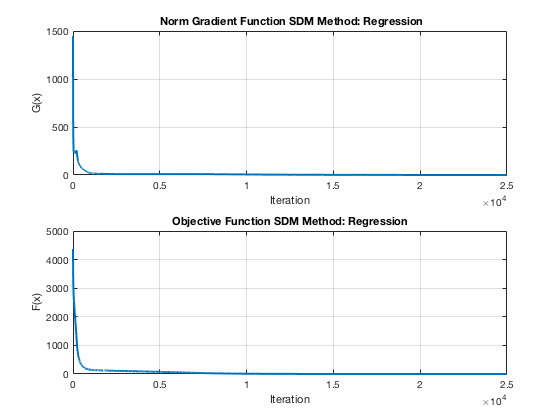 Norm Gradient Function SDM Method: Regression
1500
1000
500
0
G(x)
0 0.5 1 1.5 2 2.5
Iteration
×10^4
Objective Function SDM Method: Regression
5000
4000
3000
2000
1000
0
F(x)
0 0.5 1 1.5 2 2.5
Iteration
×10^4